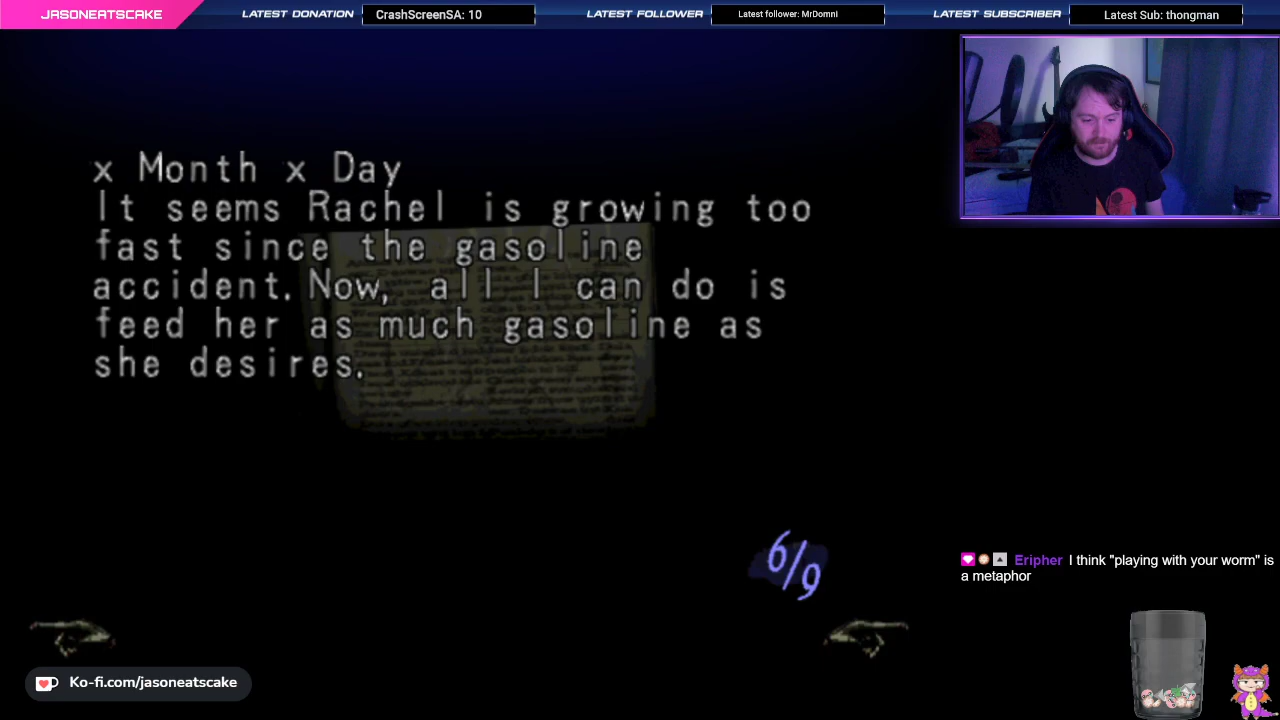 JASONEATSCAKE
LATEST DONATION
CrashScreenSA: 10
LATEST FOLLOWER
Latest follower: MrDomni
LATEST SUBSCRIBER
Latest Sub: thongman
x Month x Day
It seems Rachel is growing too
fast since the gasoline
accident. Now, all I can do is
feed her as much gasoline as
she desires.
6/9
Eripher I think "playing with your worm" is
a metaphor
Ko-fi.com/jasoneatscake